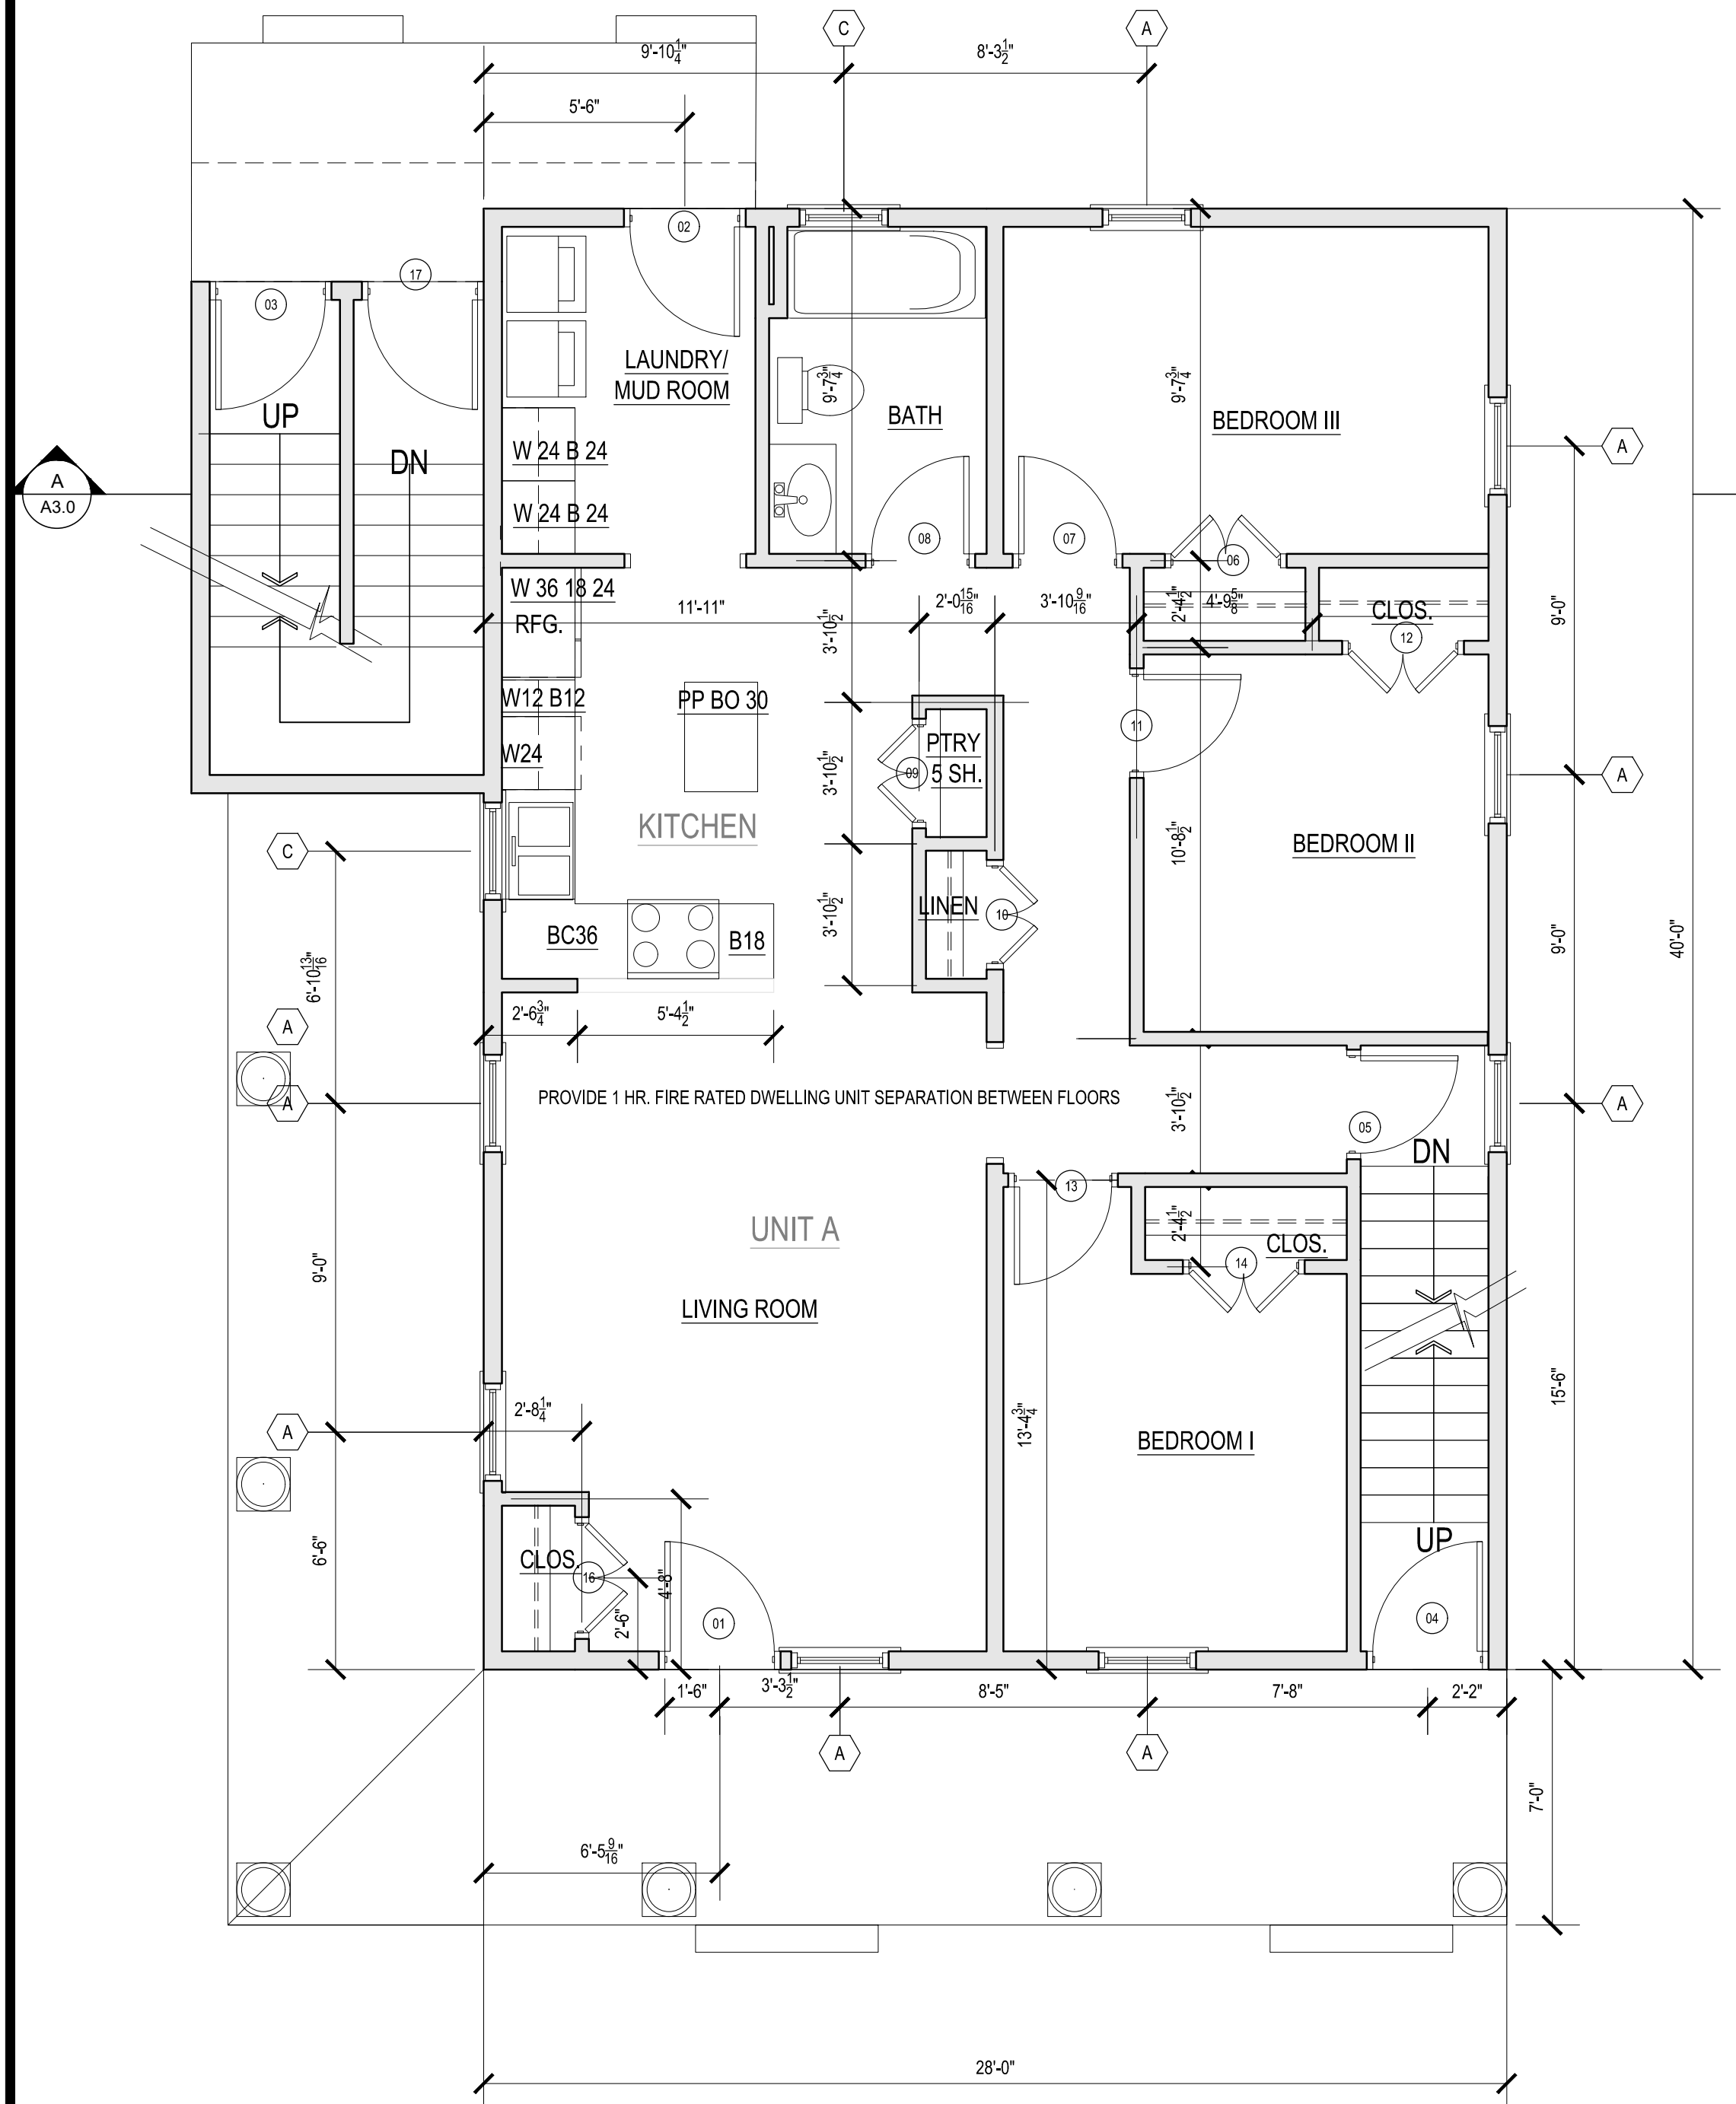 C
A
9'-10 1/4"
8'-3 1/2"
5'-6"
02
17
03
LAUNDRY/
MUD ROOM
9'-7 3/4"
9'-7 3/4"
UP
BATH
BEDROOM III
A
DN
W 24 B 24
A
A3.0
W 24 B 24
08
07
06
W 36 18 24
RFG.
11'-11"
3'-10 1/2"
2'-0 15/16"
3'-10 9/16"
2'-4 1/2"
4'-9 5/8"
CLOS.
12
9'-0"
W12 B12
PP BO 30
11
W24
3'-10 1/2"
PTRY
5 SH.
09
A
KITCHEN
10'-8 1/2"
BEDROOM II
C
3'-10 1/2"
LINEN
10
BC36
B18
9'-0"
40'-0"
6'-10 13/16"
2'-6 3/4"
5'-4 1/2"
A
A
PROVIDE 1 HR. FIRE RATED DWELLING UNIT SEPARATION BETWEEN FLOORS
3'-10 1/2"
A
05
DN
13
UNIT A
2'-4 1/2"
CLOS.
14
9'-0"
LIVING ROOM
15'-6"
A
2'-8 1/4"
13'-4 3/4"
BEDROOM I
6'-6"
CLOS.
16
4'-8"
UP
2'-6"
01
04
1'-6"
3'-3 1/2"
8'-5"
7'-8"
2'-2"
A
A
7'-0"
6'-5 9/16"
28'-0"